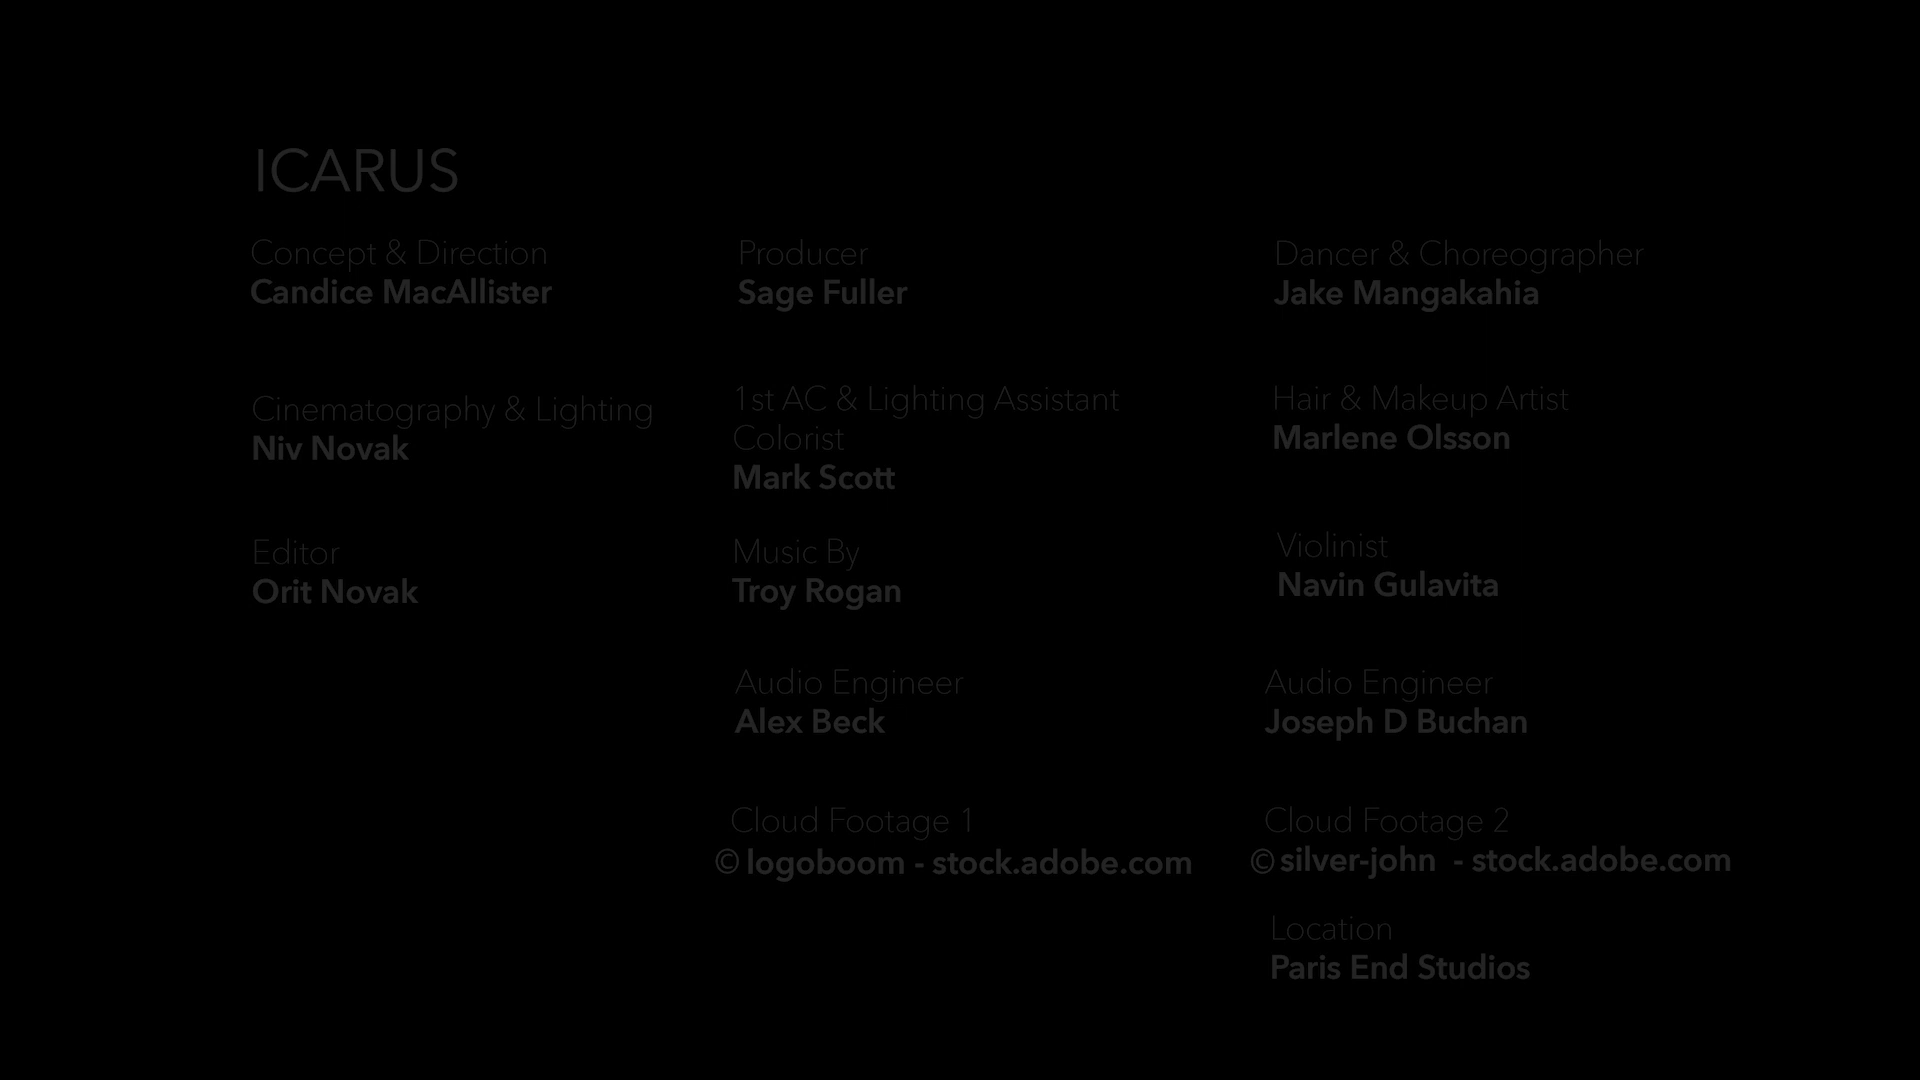 ICARUS
Concept & Direction
Candice MacAllister
Producer
Sage Fuller
Dancer & Choreographer
Jake Mangakahia
Cinematography & Lighting
Niv Novak
1st AC & Lighting Assistant
Colorist
Mark Scott
Hair & Makeup Artist
Marlene Olsson
Editor
Orit Novak
Music By
Troy Rogan
Violinist
Navin Gulavita
Audio Engineer
Alex Beck
Audio Engineer
Joseph D Buchan
Cloud Footage 1
© logoboom - stock.adobe.com
Cloud Footage 2
© silver-john - stock.adobe.com
Location
Paris End Studios